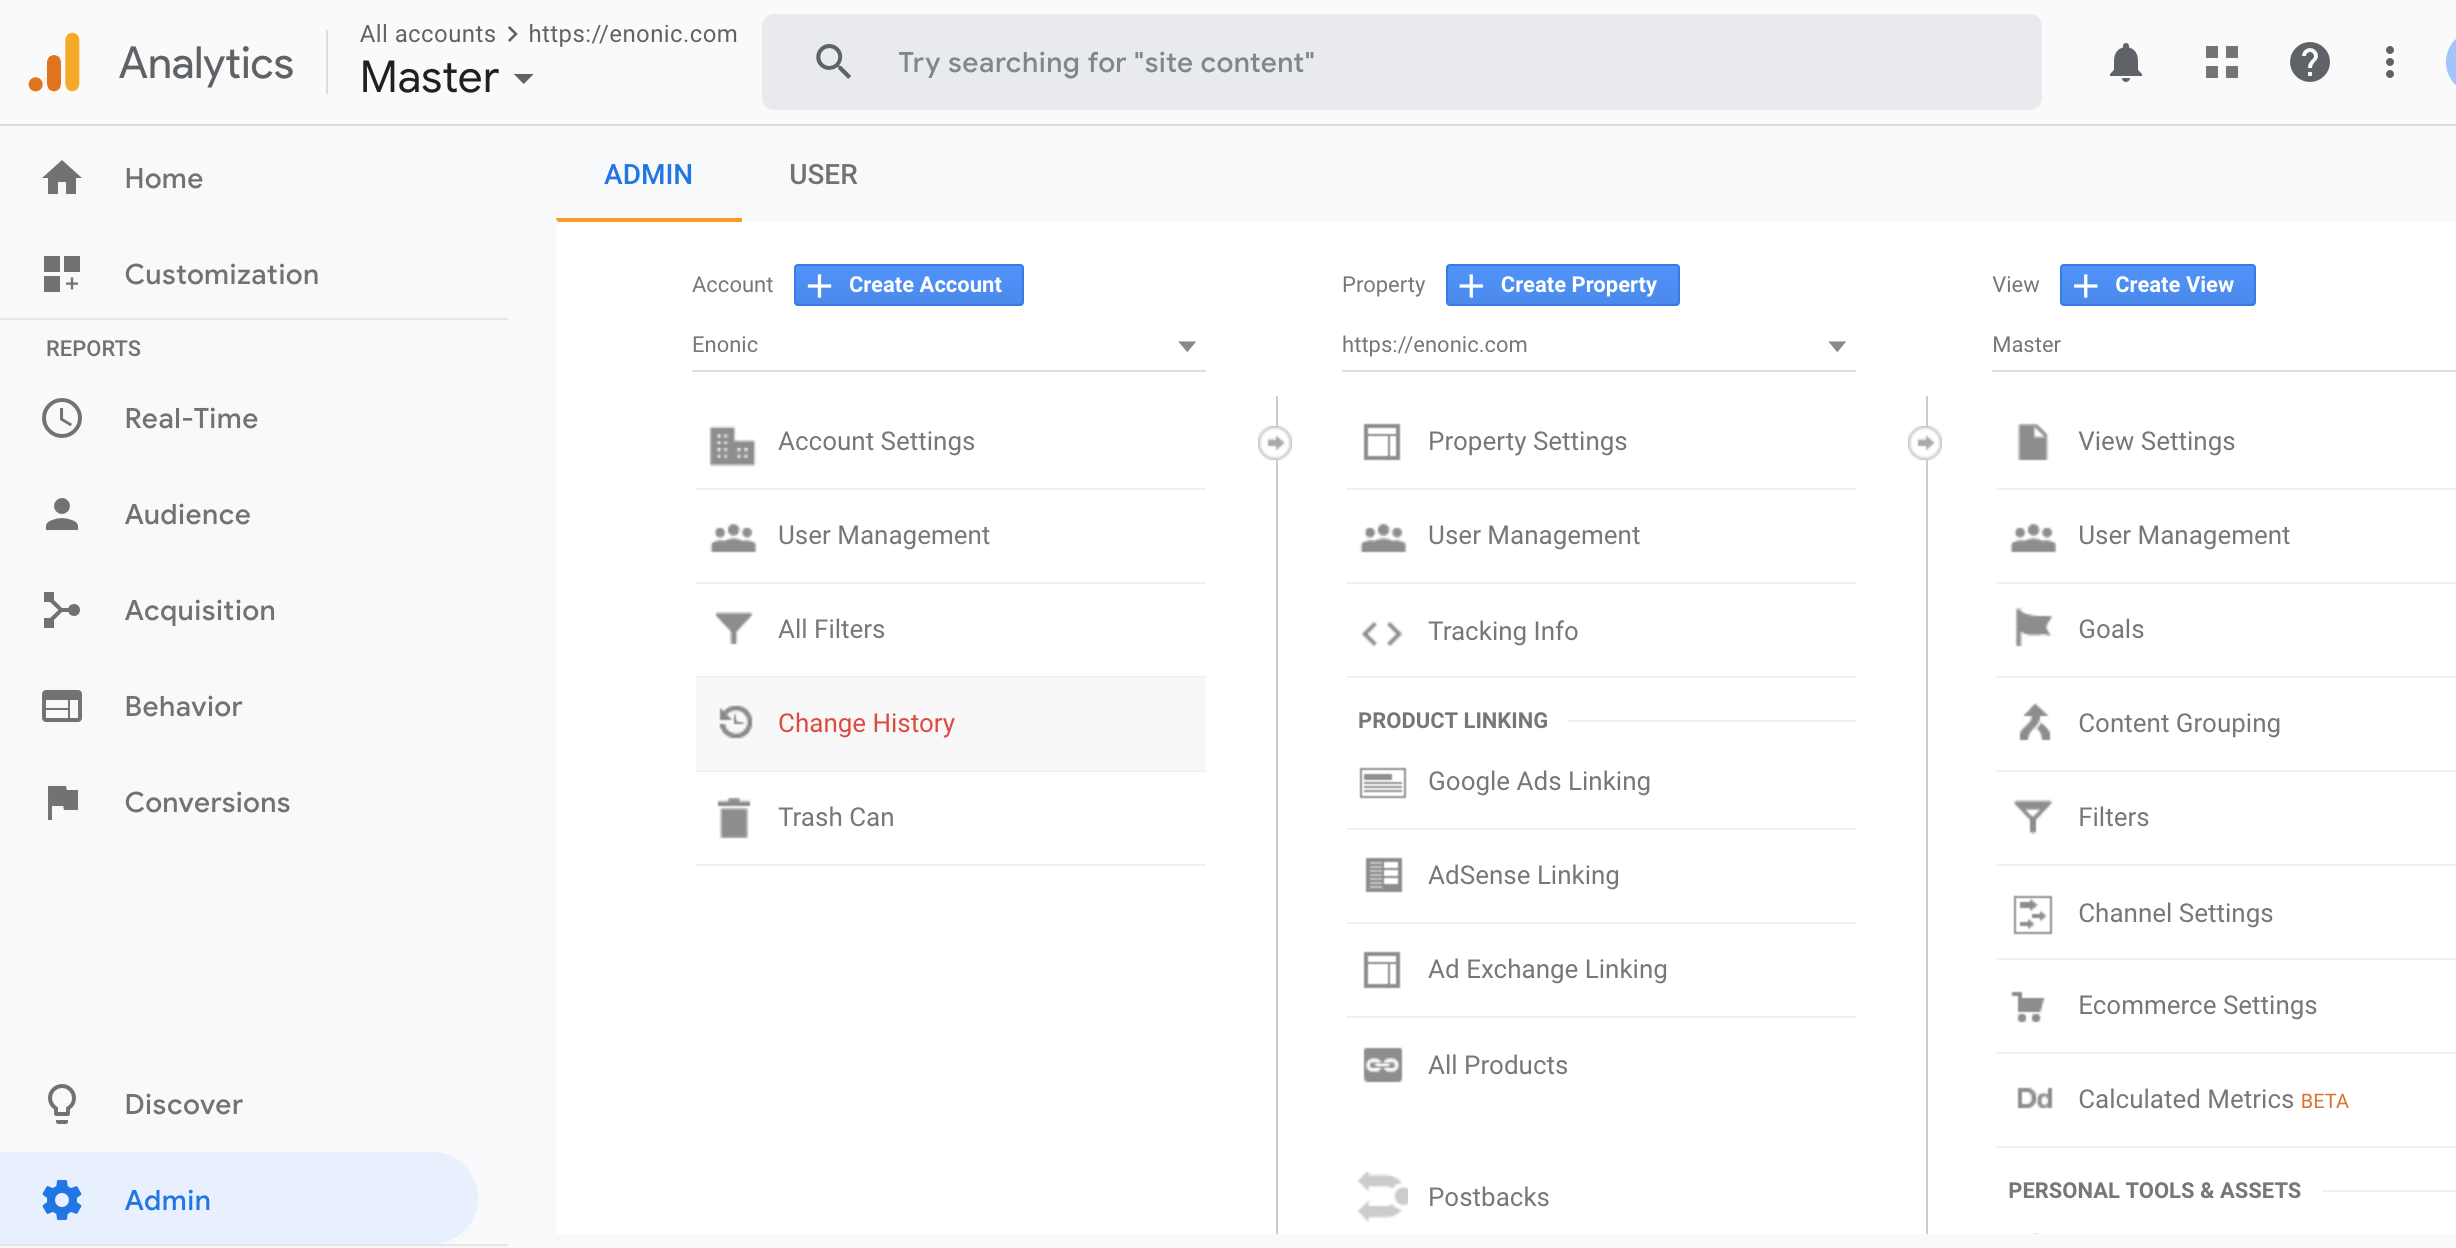 Analytics
All accounts > https://enonic.com
Master
Try searching for "site content"
Home
Customization
REPORTS
Real-Time
Audience
Acquisition
Behavior
Conversions
Discover
Admin
ADMIN USER
Account + Create Account
Enonic
Account Settings
User Management
All Filters
Change History
Trash Can
Property + Create Property
https://enonic.com
Property Settings
User Management
<> Tracking Info
PRODUCT LINKING
Google Ads Linking
AdSense Linking
Ad Exchange Linking
All Products
Postbacks
View + Create View
Master
View Settings
User Management
Goals
Content Grouping
Filters
Channel Settings
Ecommerce Settings
Dd Calculated Metrics BETA
PERSONAL TOOLS & ASSETS